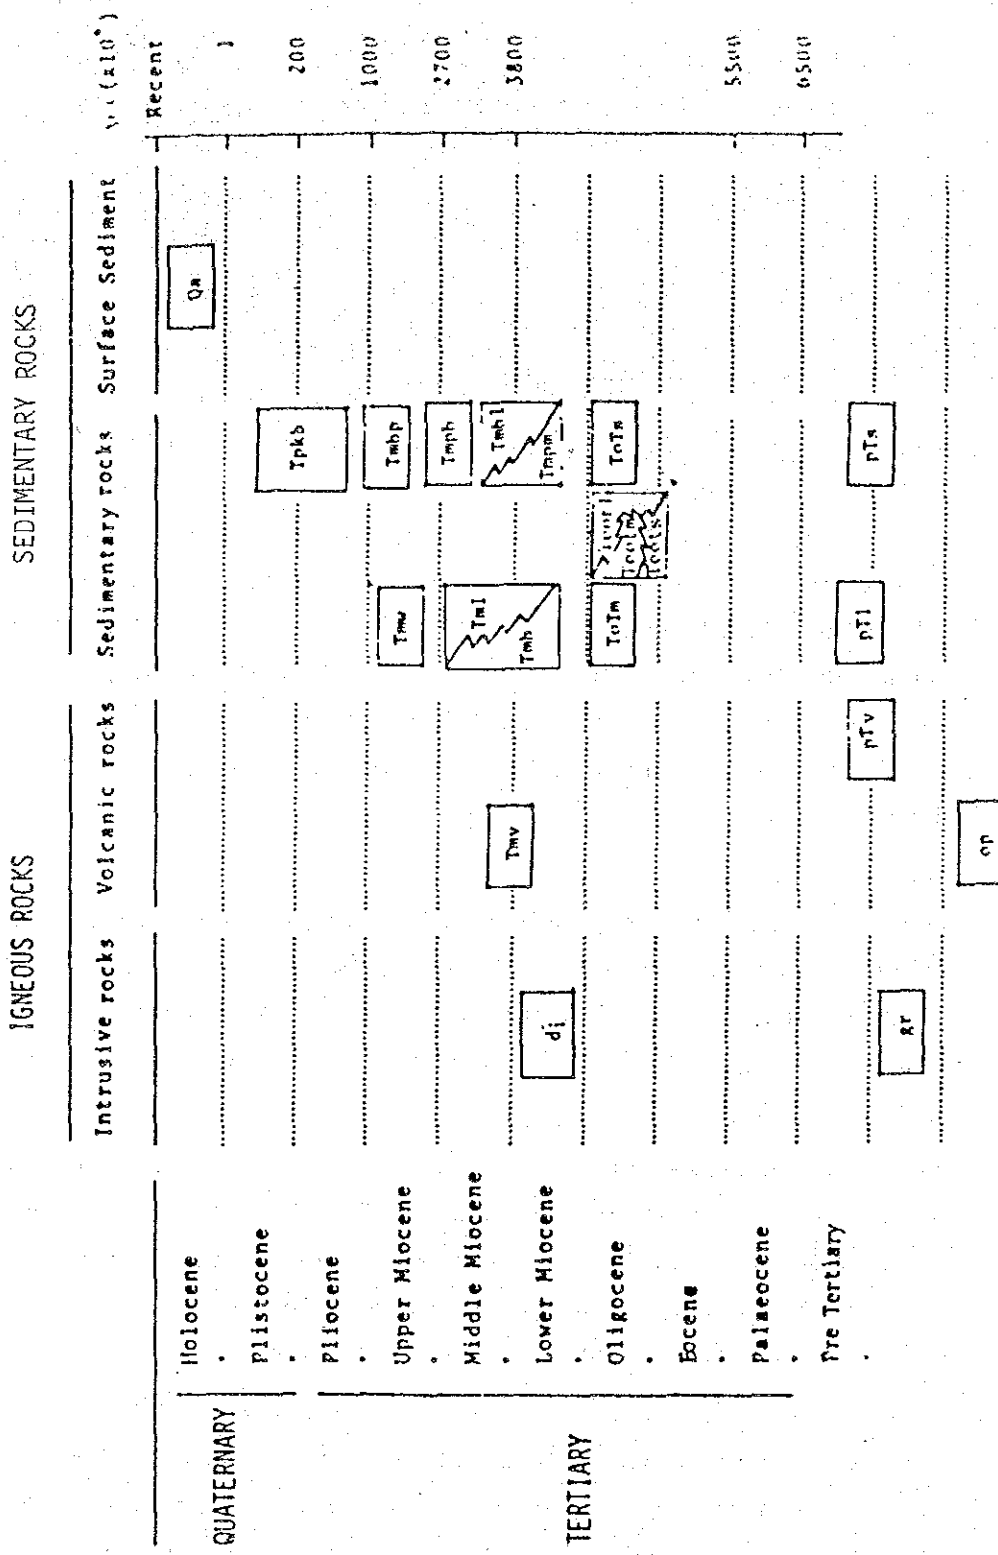 IGNEOUS ROCKS SEDIMENTARY ROCKS
Intrusive rocks Volcanic rocks Sedimentary rocks Surface Sediment
Recent
QUATERNARY
Holocene
Qa
1
Plistocene
200
TERTIARY
Pliocene
Tpkb
1000
Upper Miocene
Tmw
Tmbp
2700
Middle Miocene
Tmph
Tmv
Tml
Tmb
Tmbl
Tmpm
3800
Lower Miocene
di
Oligocene
ToTm
ToTs
Eocene
5500
Palaeocene
6500
Pre Tertiary
pTv
pTl
pTs
gr
op